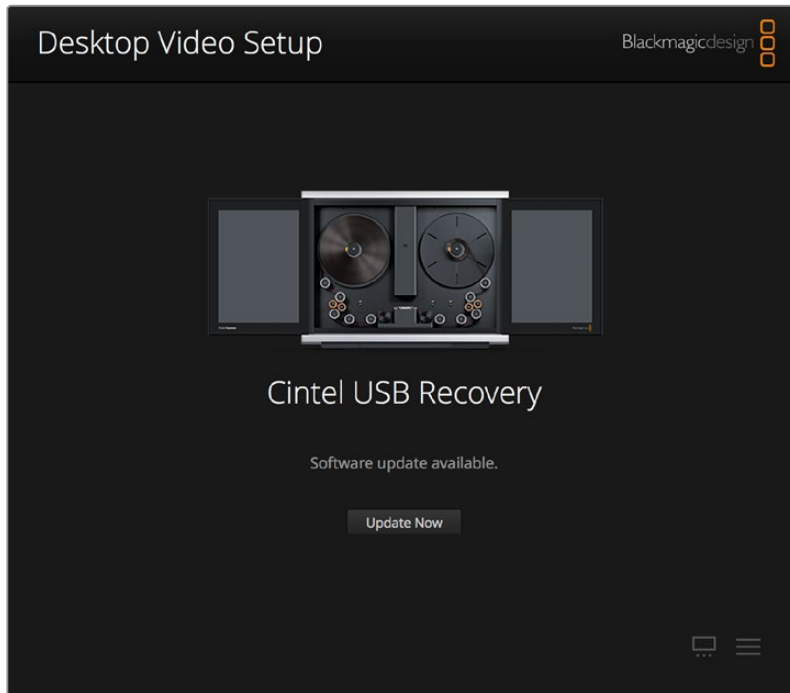 Desktop Video Setup
Blackmagicdesign
Cintel USB Recovery
Software update available.
Update Now